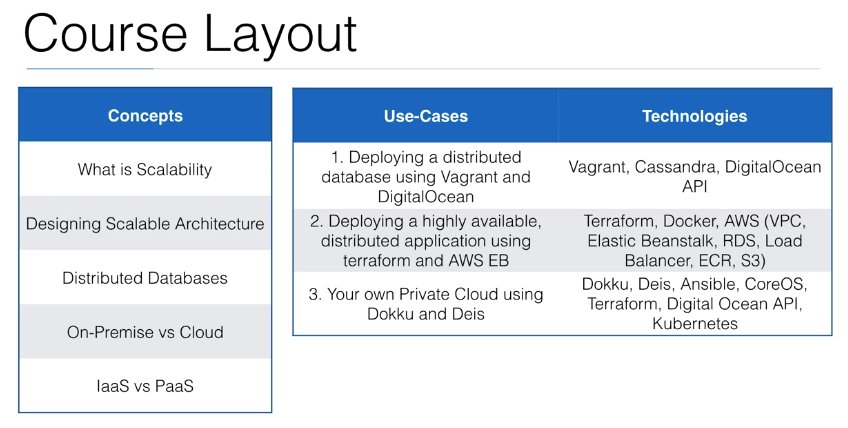 Course Layout
Concepts
What is Scalability
Designing Scalable Architecture
Distributed Databases
On-Premise vs Cloud
IaaS vs PaaS
Use-Cases
Technologies
1. Deploying a distributed
database using Vagrant and
DigitalOcean
Vagrant, Cassandra, DigitalOcean
API
2. Deploying a highly available,
distributed application using
terraform and AWS EB
Terraform, Docker, AWS (VPC,
Elastic Beanstalk, RDS, Load
Balancer, ECR, S3)
3. Your own Private Cloud using
Dokku and Deis
Dokku, Deis, Ansible, CoreOS,
Terraform, Digital Ocean API,
Kubernetes